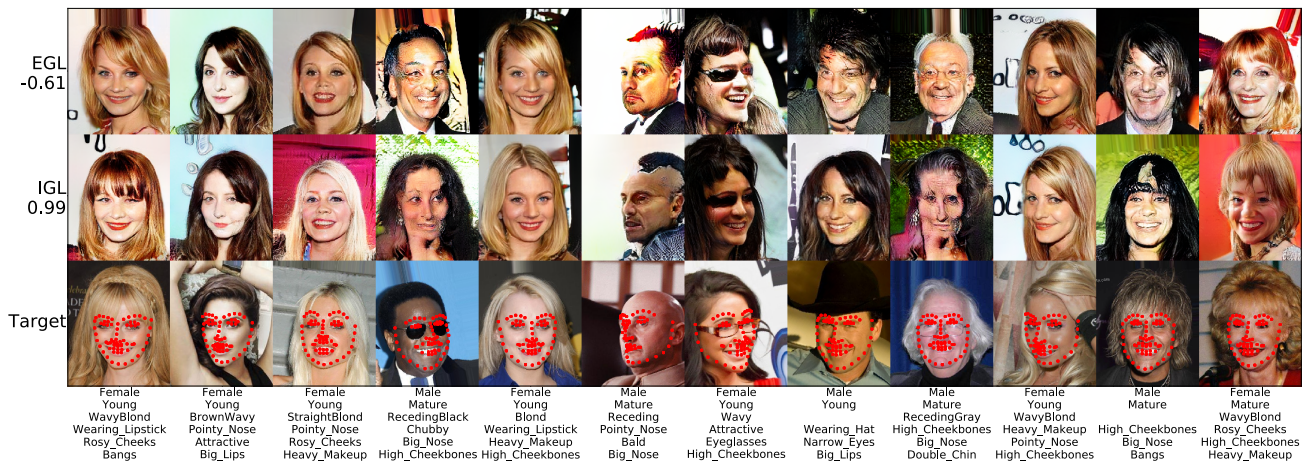 EGL
-0.61
IGL
0.99
Target
Female
Young
WavyBlond
Wearing_Lipstick
Rosy_Cheeks
Bangs
Female
Young
BrownWavy
Pointy_Nose
Attractive
Big_Lips
Female
Young
StraightBlond
Pointy_Nose
Rosy_Cheeks
Heavy_Makeup
Male
Mature
RecedingBlack
Chubby
Big_Nose
High_Cheekbones
Female
Young
Blond
Wearing_Lipstick
Heavy_Makeup
High_Cheekbones
Male
Mature
Receding
Pointy_Nose
Bald
Big_Nose
Female
Young
Wavy
Attractive
Eyeglasses
High_Cheekbones
Male
Young
Wearing_Hat
Narrow_Eyes
Big_Lips
Male
Mature
RecedingGray
High_Cheekbones
Big_Nose
Double_Chin
Female
Young
WavyBlond
Heavy_Makeup
Pointy_Nose
High_Cheekbones
Male
Mature
High_Cheekbones
Big_Nose
Bangs
Female
Mature
WavyBlond
Rosy_Cheeks
High_Cheekbones
Heavy_Makeup